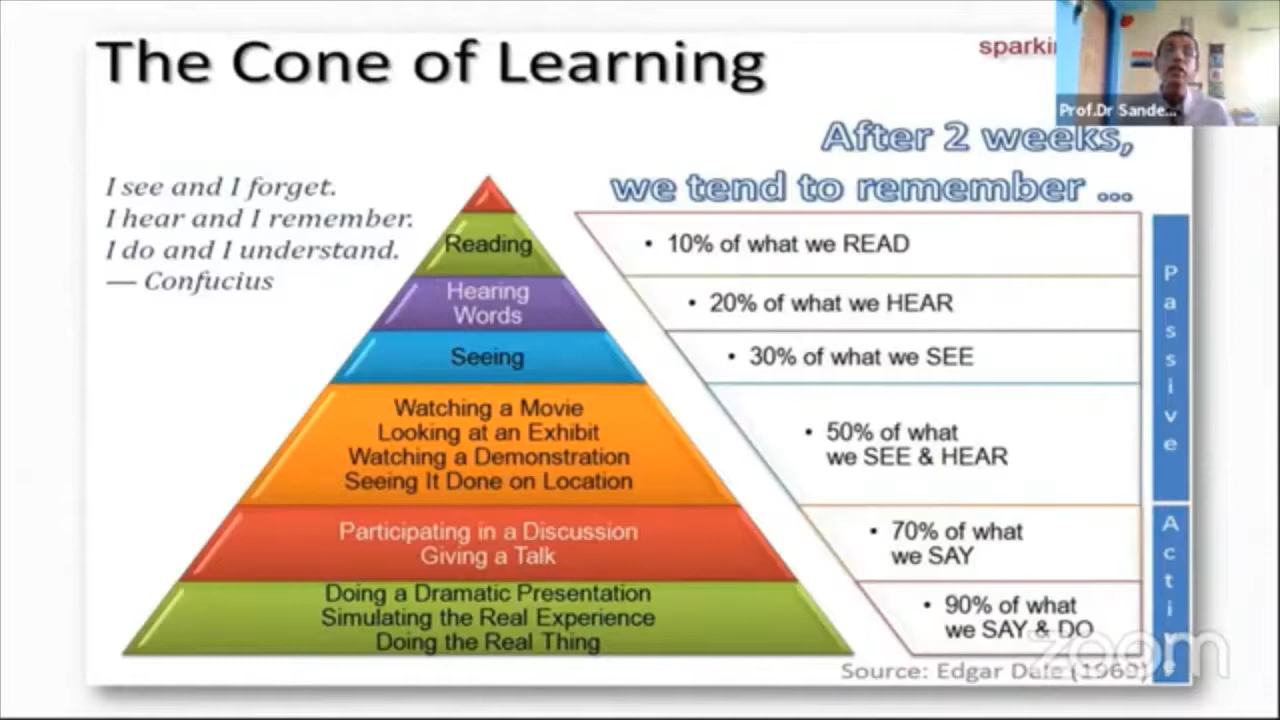 The Cone of Learning
sparkin
Prof.Dr Sande...
After 2 weeks,
we tend to remember ...
I see and I forget.
I hear and I remember.
I do and I understand.
— Confucius
Reading
Hearing
Words
Seeing
Watching a Movie
Looking at an Exhibit
Watching a Demonstration
Seeing It Done on Location
Participating in a Discussion
Giving a Talk
Doing a Dramatic Presentation
Simulating the Real Experience
Doing the Real Thing
• 10% of what we READ
• 20% of what we HEAR
• 30% of what we SEE
• 50% of what
we SEE & HEAR
• 70% of what
we SAY
• 90% of what
we SAY & DO
Passive
Active
Source: Edgar Dale (1969)
zoom